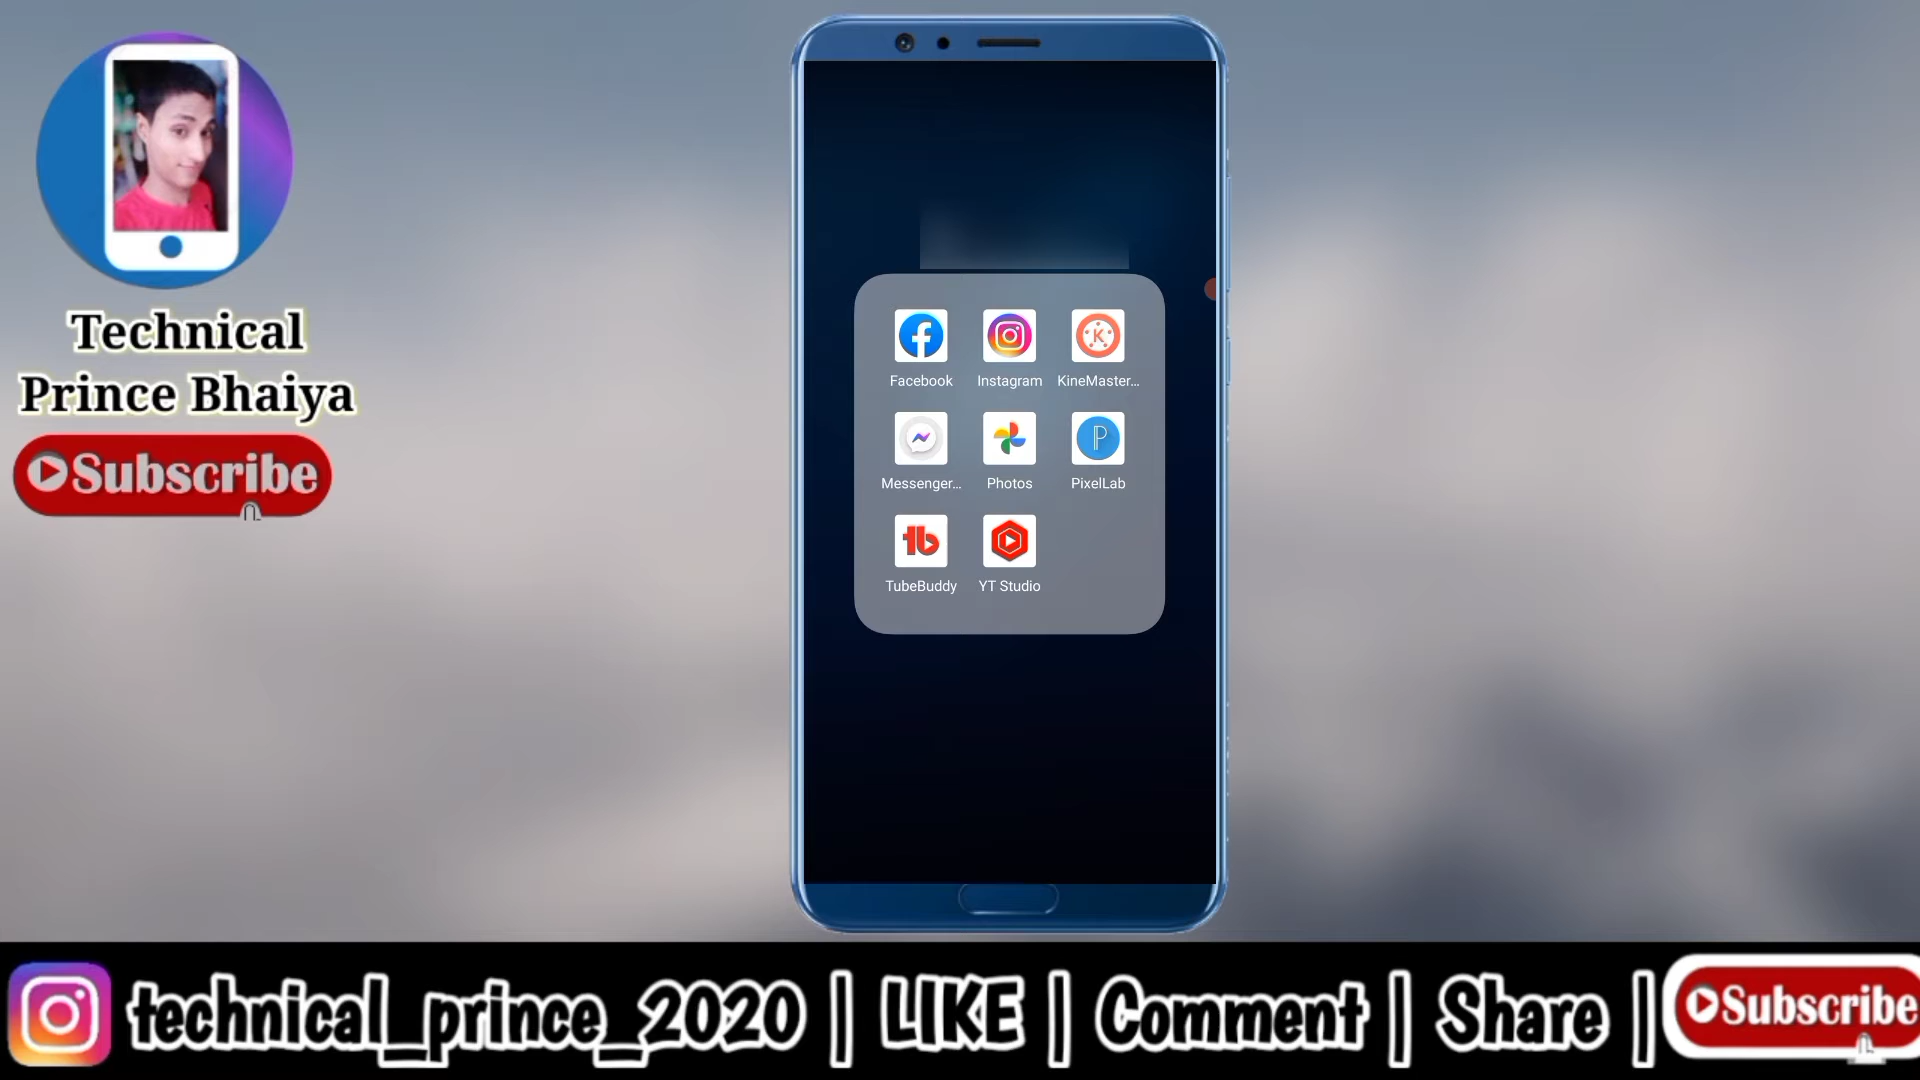 Technical
Prince Bhaiya
Subscribe
Facebook Instagram KineMaster...
Messenger... Photos PixelLab
TubeBuddy YT Studio
technical_prince_2020 | LIKE | Comment | Share | Subscribe